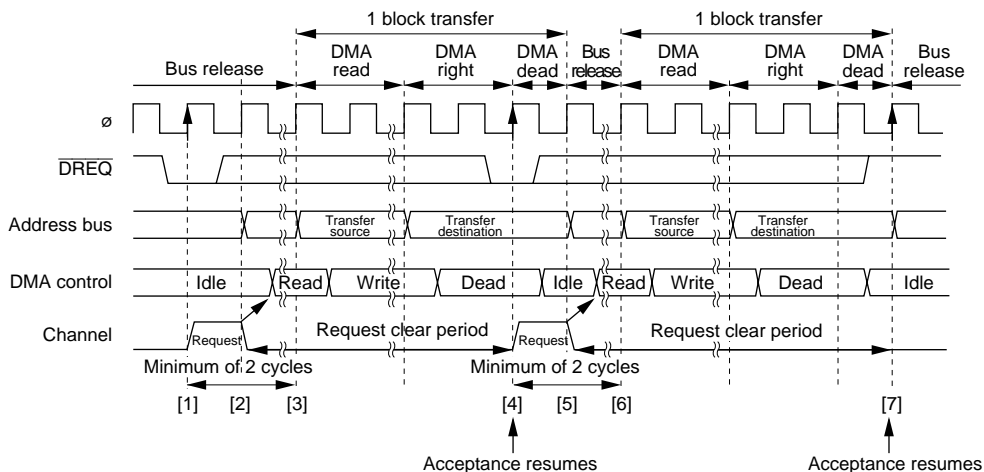 1 block transfer 1 block transfer
Bus release DMA read DMA right DMA dead Bus release DMA read DMA right DMA dead Bus release
ø
DREQ
Address bus Transfer source Transfer destination Transfer source Transfer destination
DMA control Idle Read Write Dead Idle Read Write Dead Idle
Channel Request Request clear period Request Request clear period
Minimum of 2 cycles Minimum of 2 cycles
[1] [2] [3] [4] [5] [6] [7]
Acceptance resumes Acceptance resumes